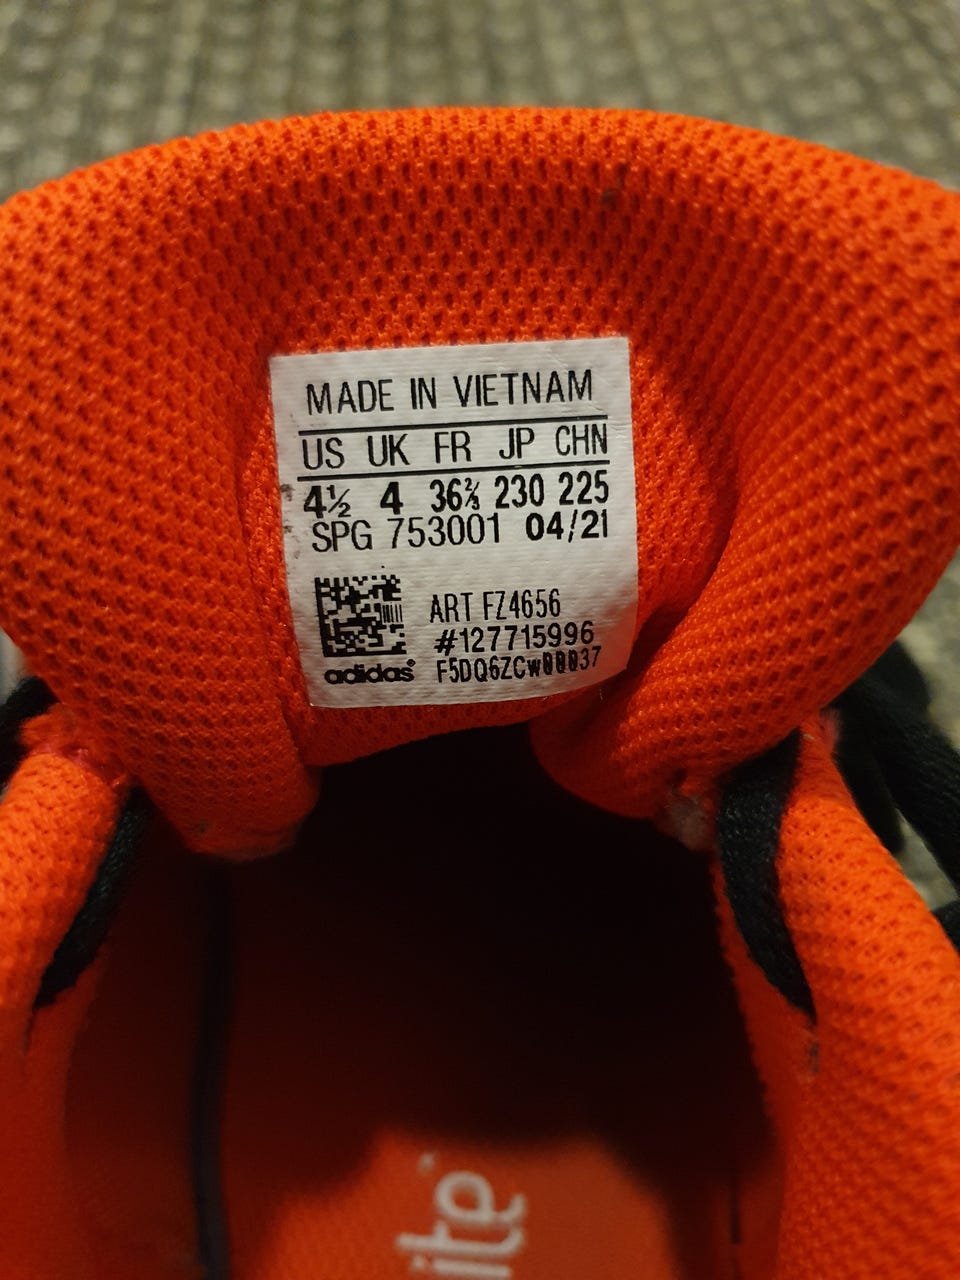 MADE IN VIETNAM
US UK FR JP CHN
4½ 4 36⅔ 230 225
SPG 753001 04/21
ART FZ4656
#127715996
F5DQ6ZCw00037
adidas®